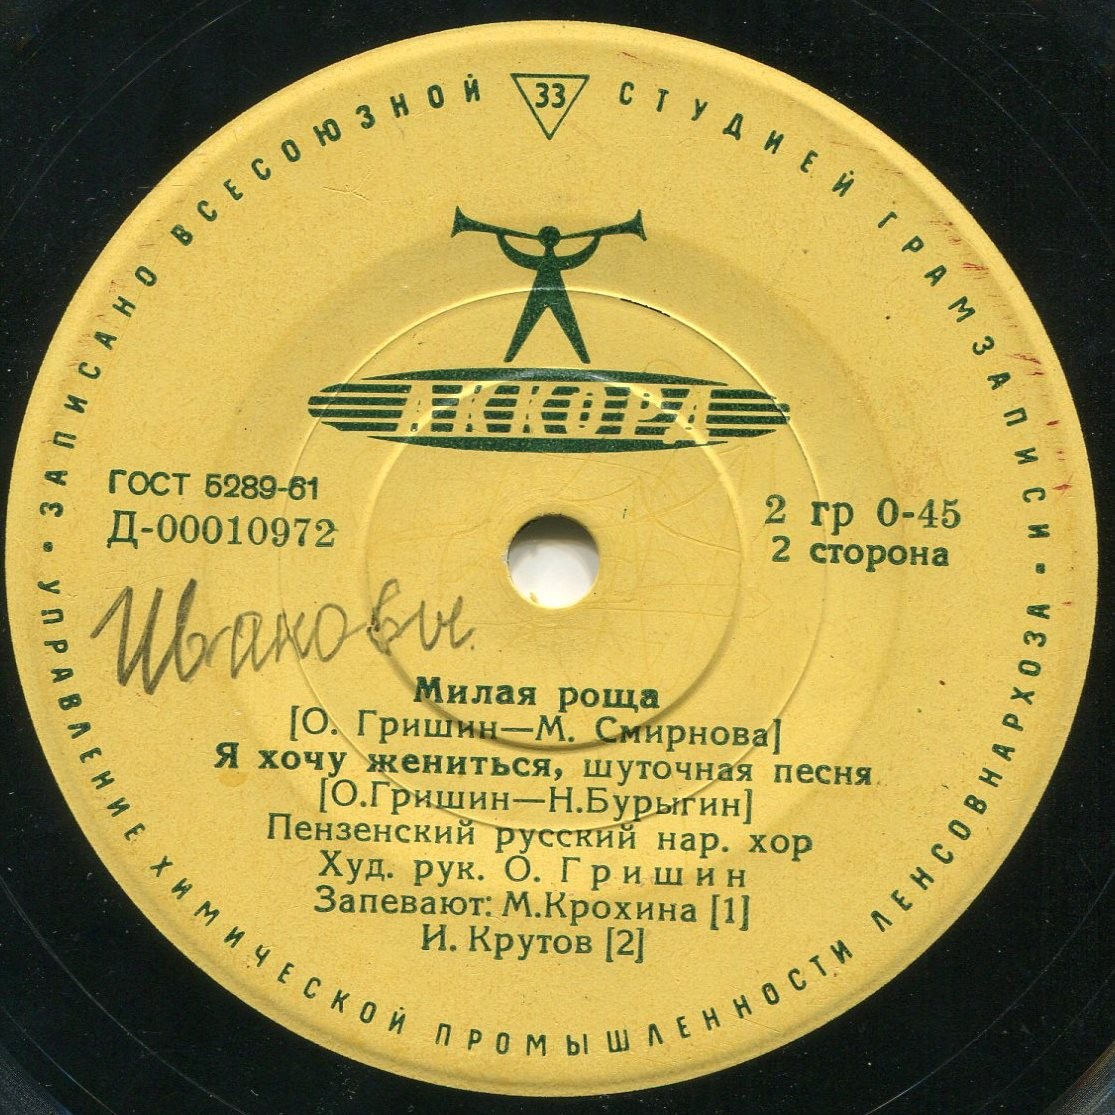 ЗАПИСАНО ВСЕСОЮЗНОЙ СТУДИЕЙ ГРАМЗАПИСИ
33
АККОРД
ГОСТ 5289-61
Д-00010972
2 гр 0-45
2 сторона
Ивановы.
Милая роща
[О. Гришин—М. Смирнова]
Я хочу жениться, шуточная песня
[О.Гришин—Н.Бурыгин]
Пензенский русский нар. хор
Худ. рук. О. Гришин
Запевают: М.Крохина [1]
И. Крутов [2]
УПРАВЛЕНИЕ ХИМИЧЕСКОЙ ПРОМЫШЛЕННОСТИ ЛЕНСОВНАРХОЗА